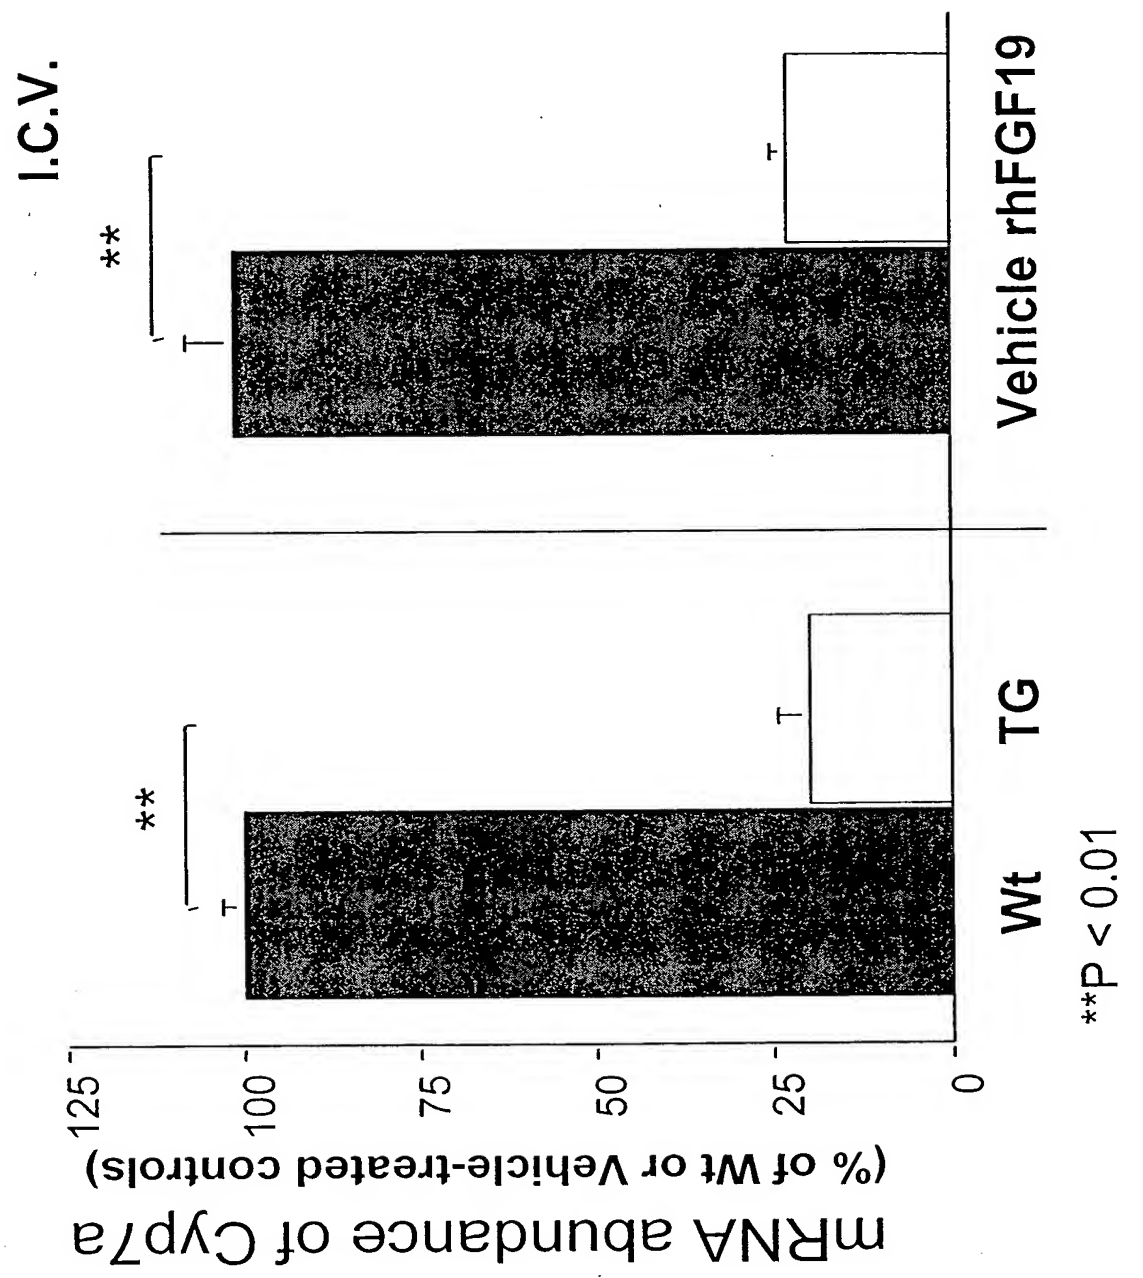 I.C.V.
mRNA abundance of Cyp7a
(% of Wt or Vehicle-treated controls)
125
100
75
50
25
0
**
**
Wt TG Vehicle rhFGF19
**P < 0.01